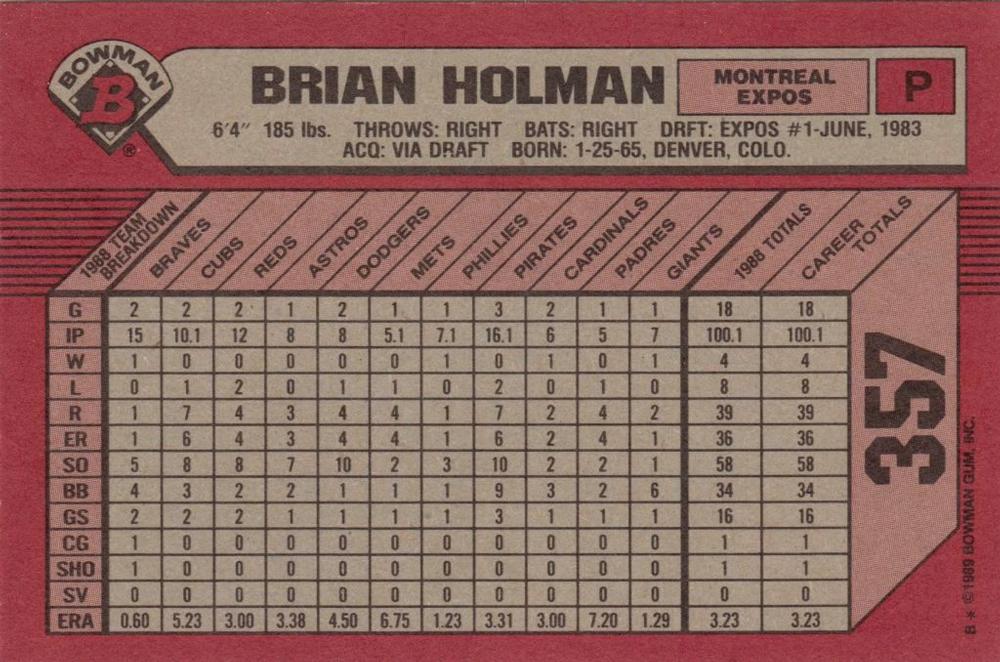 BOWMAN
B
®
BRIAN HOLMAN
MONTREAL
EXPOS
P
6'4" 185 lbs. THROWS: RIGHT BATS: RIGHT DRFT: EXPOS #1-JUNE, 1983
ACQ: VIA DRAFT BORN: 1-25-65, DENVER, COLO.
1988 TEAM BREAKDOWN BRAVES CUBS REDS ASTROS DODGERS METS PHILLIES PIRATES CARDINALS PADRES GIANTS 1988 TOTALS CAREER TOTALS
G 2 2 2 1 2 1 1 3 2 1 1 18 18
IP 15 10.1 12 8 8 5.1 7.1 16.1 6 5 7 100.1 100.1
W 1 0 0 0 0 0 1 0 1 0 1 4 4
L 0 1 2 0 1 1 0 2 0 1 0 8 8
R 1 7 4 3 4 4 1 7 2 4 2 39 39
ER 1 6 4 3 4 4 1 6 2 4 1 36 36
SO 5 8 8 7 10 2 3 10 2 2 1 58 58
BB 4 3 2 2 1 1 1 9 3 2 6 34 34
GS 2 2 2 1 1 1 1 3 1 1 1 16 16
CG 1 0 0 0 0 0 0 0 0 0 0 1 1
SHO 1 0 0 0 0 0 0 0 0 0 0 1 1
SV 0 0 0 0 0 0 0 0 0 0 0 0 0
ERA 0.60 5.23 3.00 3.38 4.50 6.75 1.23 3.31 3.00 7.20 1.29 3.23 3.23
357
B * ©1989 BOWMAN GUM, INC.